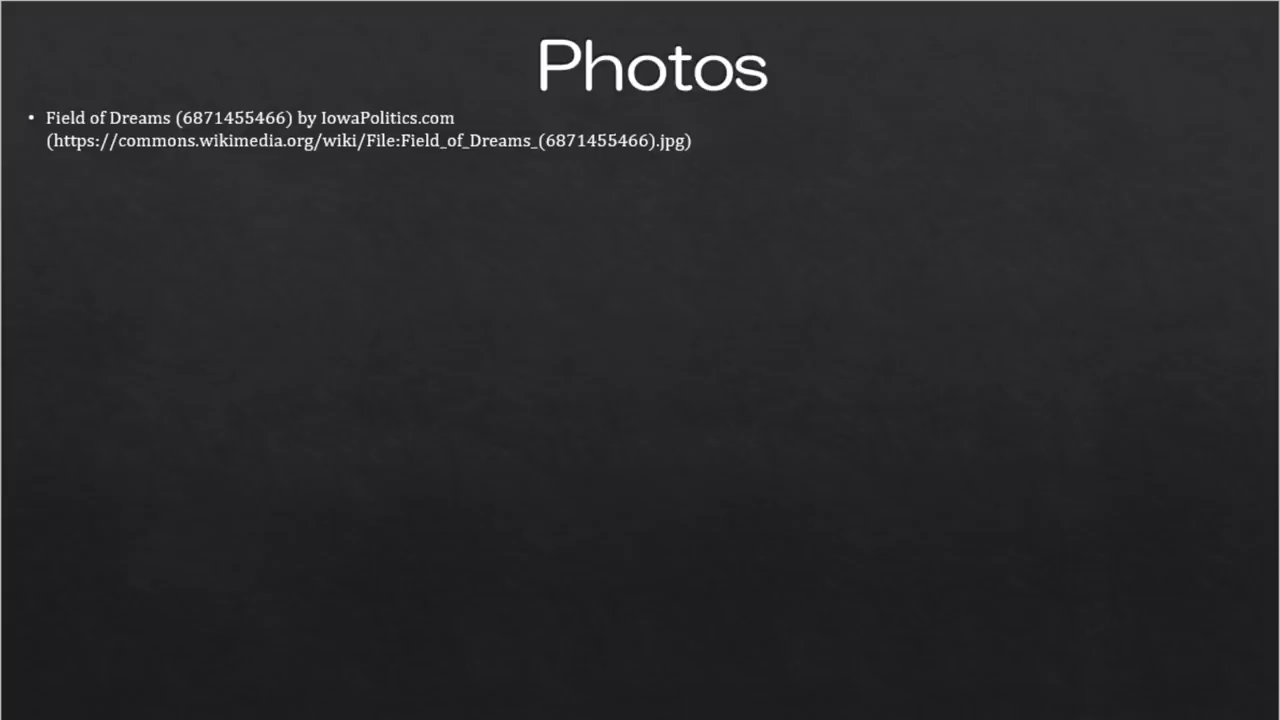 Photos
• Field of Dreams (6871455466) by IowaPolitics.com
(https://commons.wikimedia.org/wiki/File:Field_of_Dreams_(6871455466).jpg)